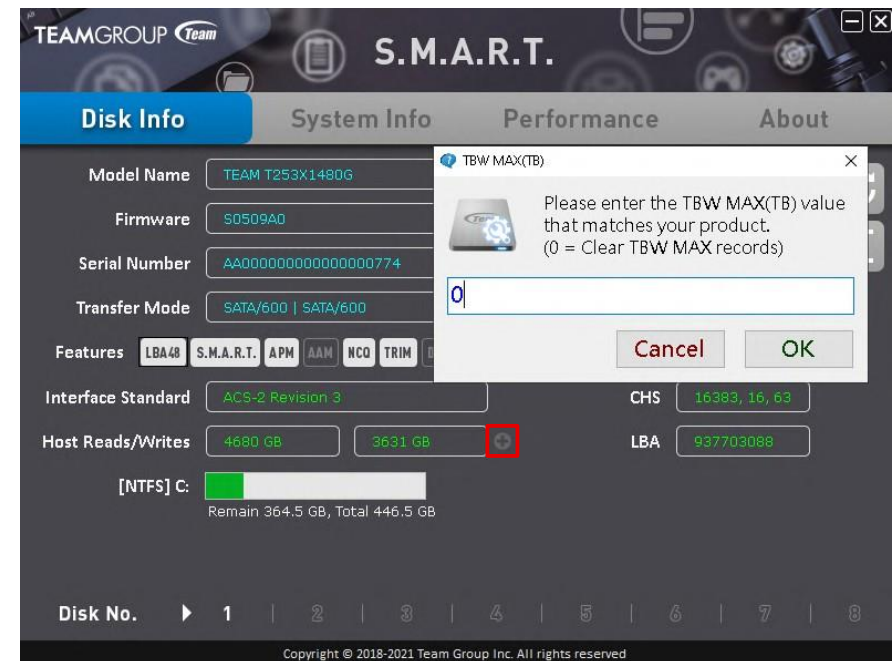 TEAMGROUP Team
S.M.A.R.T.
Disk Info
System Info
Performance
About
Model Name
TEAM T253X1480G
TBW MAX(TB)
Please enter the TBW MAX(TB) value
that matches your product.
(0 = Clear TBW MAX records)
0
Cancel
OK
Firmware
S0509A0
Serial Number
AA00000000000000774
Transfer Mode
SATA/600 | SATA/600
Features
LBA48
S.M.A.R.T.
APM
AAM
NCQ
TRIM
Interface Standard
ACS-2 Revision 3
CHS
16383, 16, 63
Host Reads/Writes
4680 GB
3631 GB
LBA
937703088
[NTFS] C:
Remain 364.5 GB, Total 446.5 GB
Disk No.
1 | 2 | 3 | 4 | 5 | 6 | 7 | 8
Copyright © 2018-2021 Team Group Inc. All rights reserved